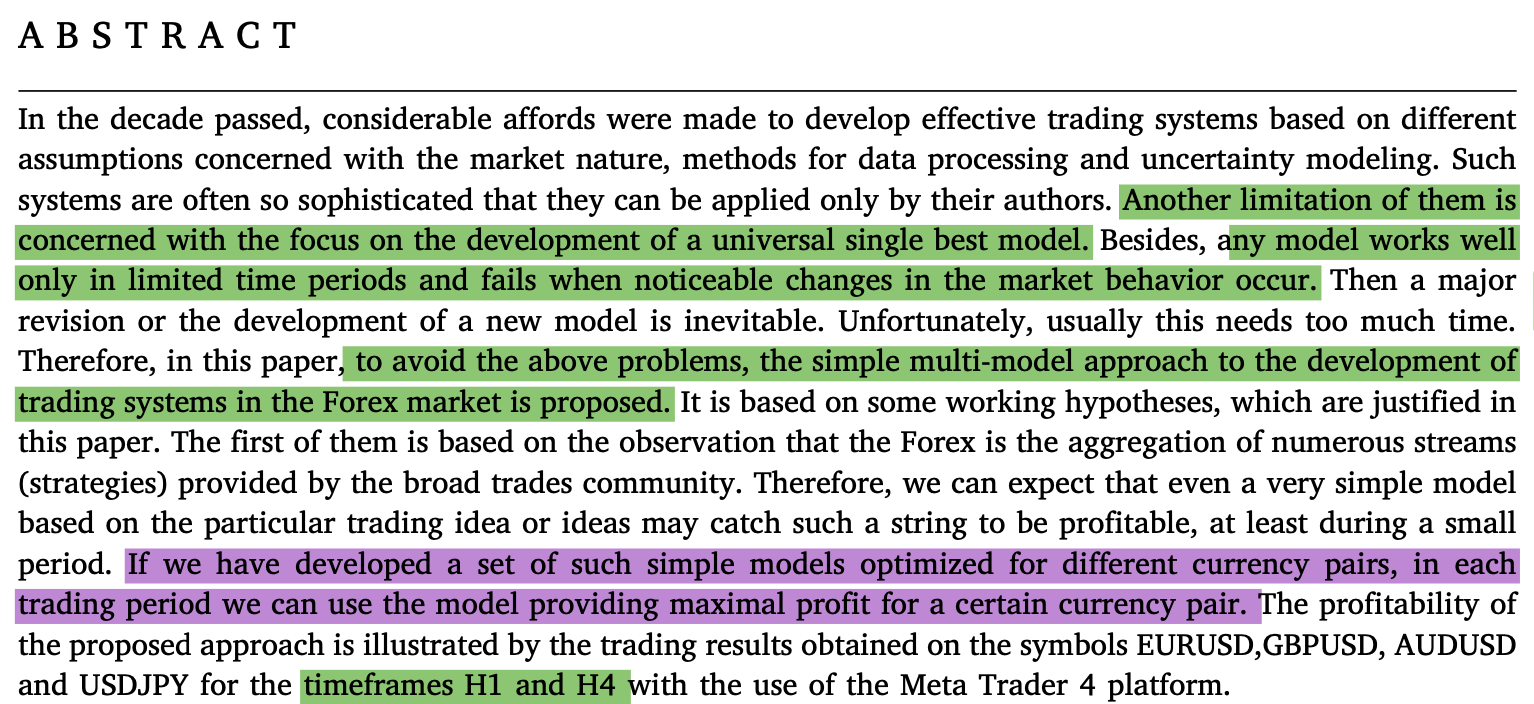 A B S T R A C T
In the decade passed, considerable affords were made to develop effective trading systems based on different
assumptions concerned with the market nature, methods for data processing and uncertainty modeling. Such
systems are often so sophisticated that they can be applied only by their authors. Another limitation of them is
concerned with the focus on the development of a universal single best model. Besides, any model works well
only in limited time periods and fails when noticeable changes in the market behavior occur. Then a major
revision or the development of a new model is inevitable. Unfortunately, usually this needs too much time.
Therefore, in this paper, to avoid the above problems, the simple multi-model approach to the development of
trading systems in the Forex market is proposed. It is based on some working hypotheses, which are justified in
this paper. The first of them is based on the observation that the Forex is the aggregation of numerous streams
(strategies) provided by the broad trades community. Therefore, we can expect that even a very simple model
based on the particular trading idea or ideas may catch such a string to be profitable, at least during a small
period. If we have developed a set of such simple models optimized for different currency pairs, in each
trading period we can use the model providing maximal profit for a certain currency pair. The profitability of
the proposed approach is illustrated by the trading results obtained on the symbols EURUSD,GBPUSD, AUDUSD
and USDJPY for the timeframes H1 and H4 with the use of the Meta Trader 4 platform.